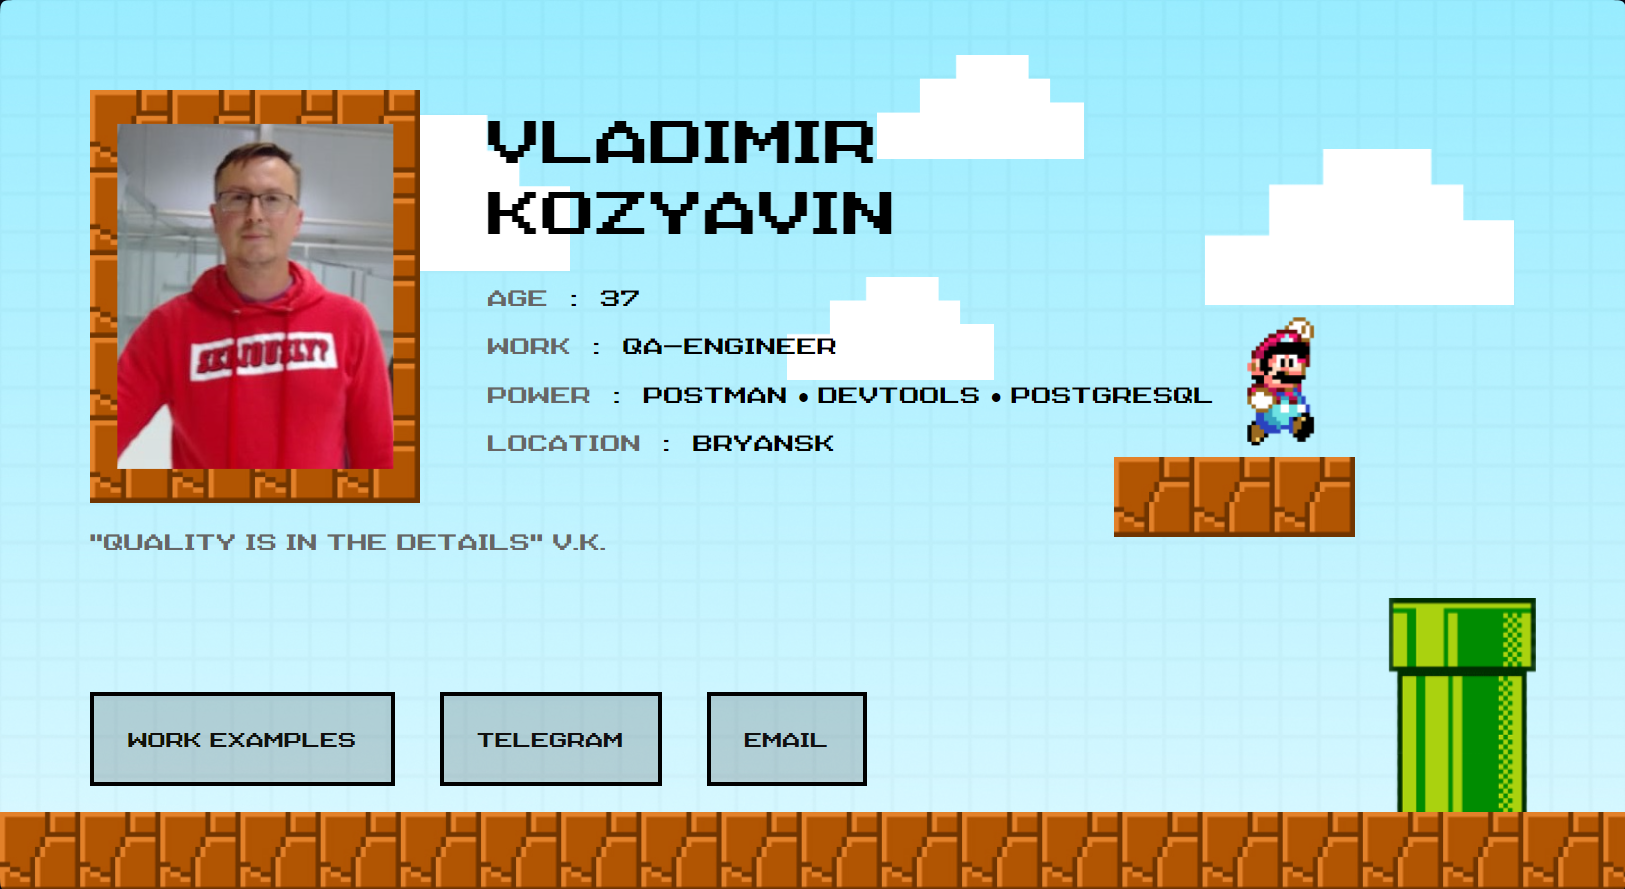 VLADIMIR
KOZYAVIN
AGE : 37
WORK : QA-ENGINEER
POWER : POSTMAN • DEVTOOLS • POSTGRESQL
LOCATION : BRYANSK
SERIOUSLY?
"QUALITY IS IN THE DETAILS" V.K.
WORK EXAMPLES
TELEGRAM
EMAIL